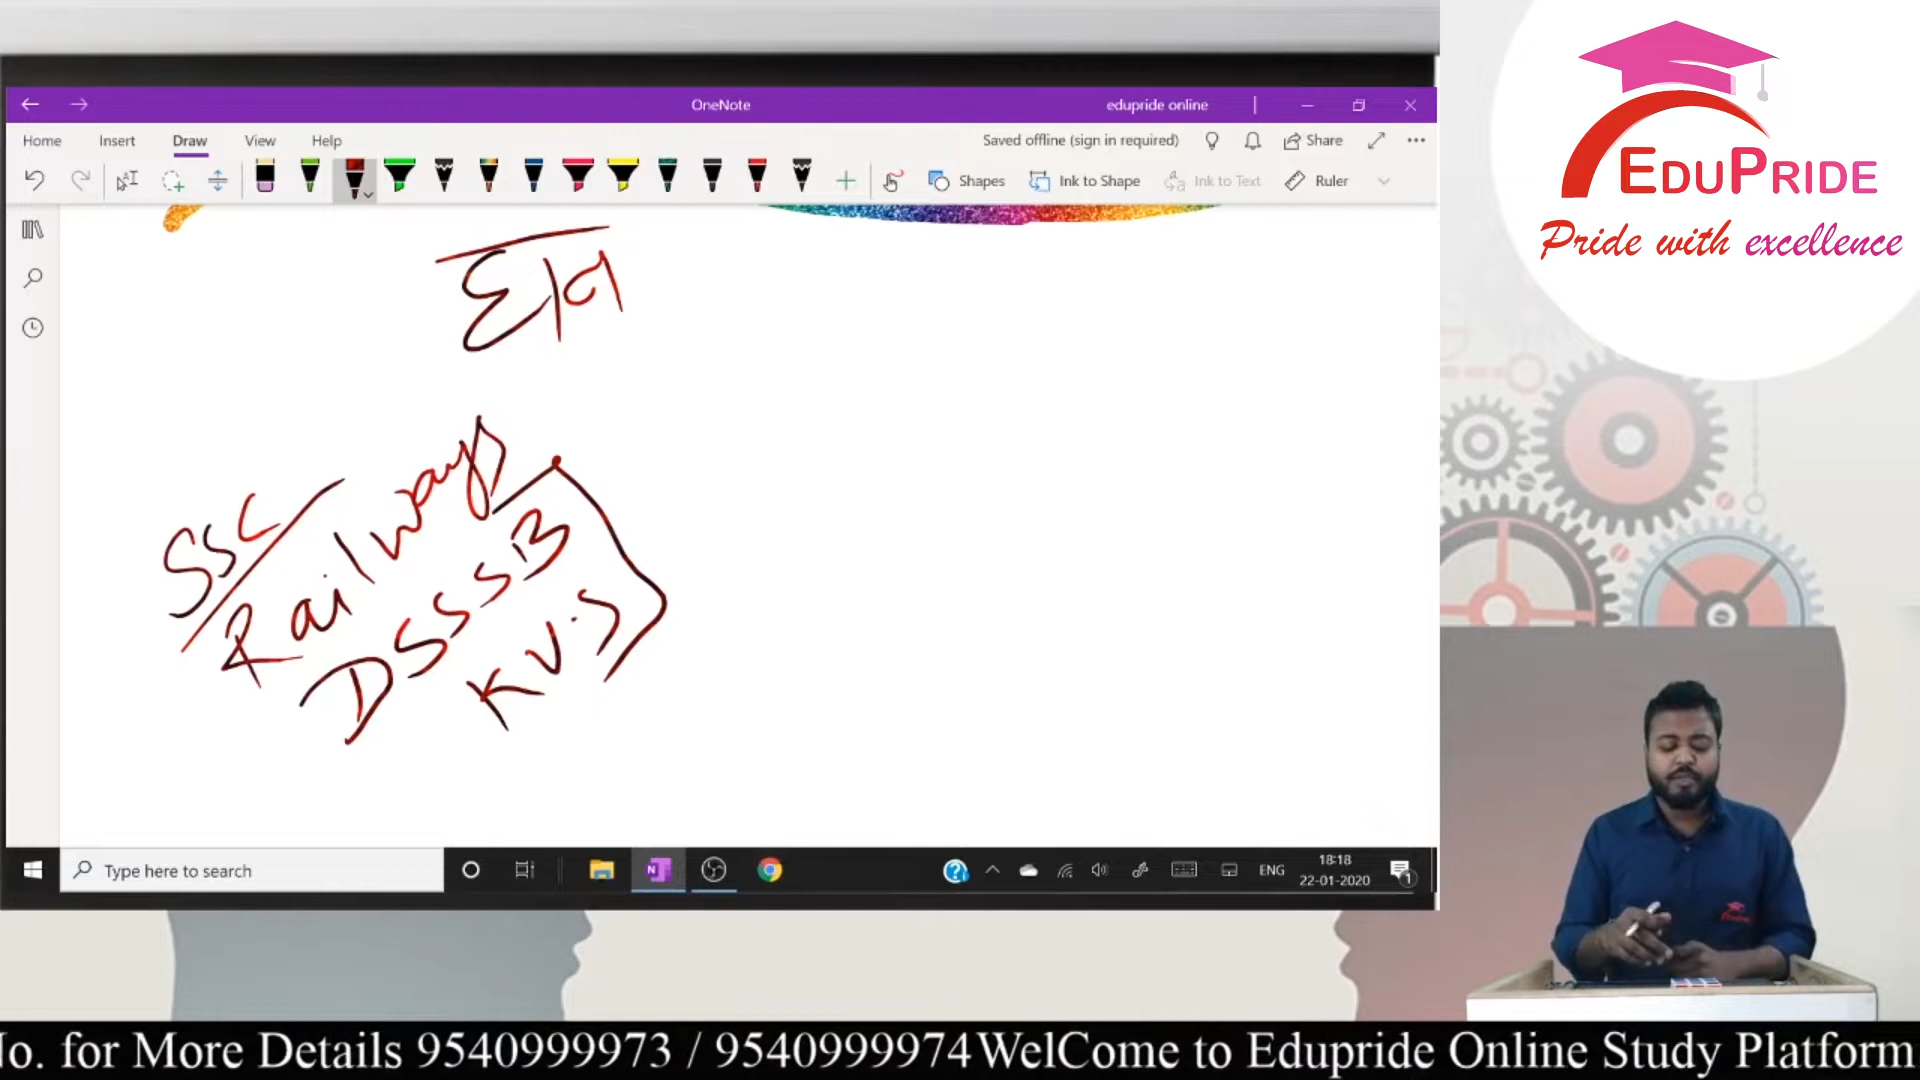 OneNote
edupride online
Home Insert Draw View Help
Saved offline (sign in required)
Share
Shapes
Ink to Shape
Ink to Text
Ruler
EDUPRIDE
Pride with excellence
SSC
Railways
DSSSB
KVS
Type here to search
ENG
18:18
22-01-2020
1
No. for More Details 9540999973 / 9540999974 WelCome to Edupride Online Study Platform